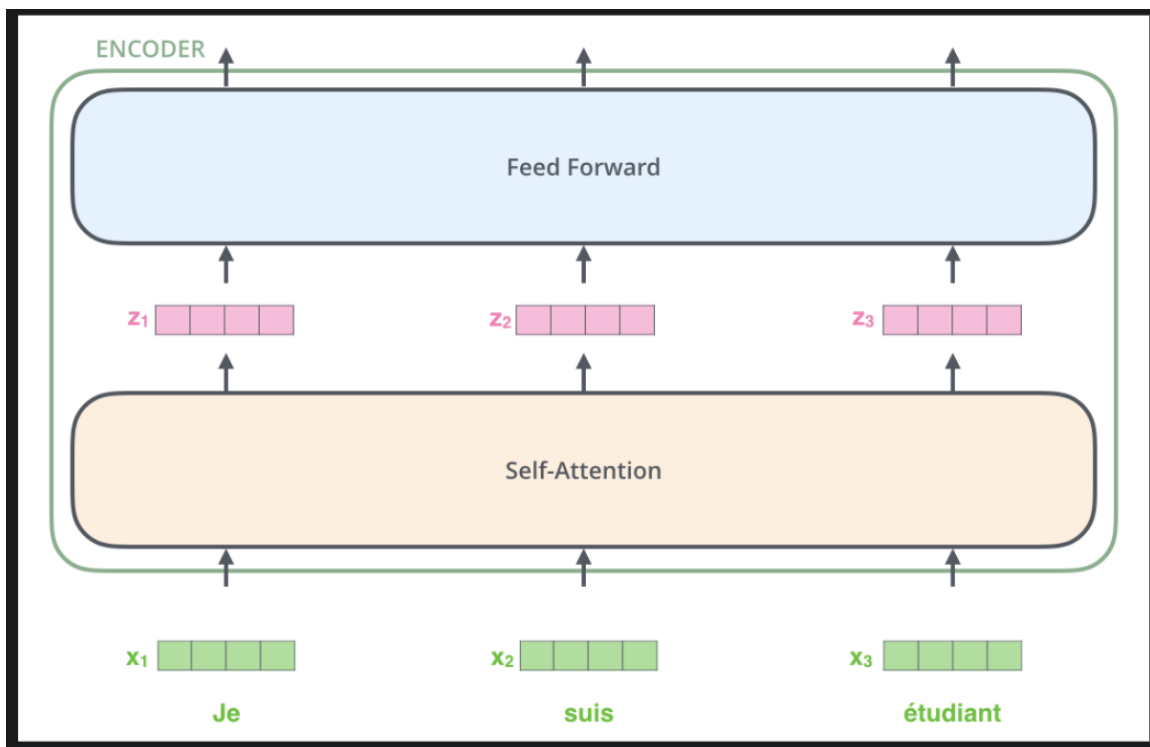 ENCODER
Feed Forward
z₁ z₂ z₃
Self-Attention
x₁ x₂ x₃
Je suis étudiant